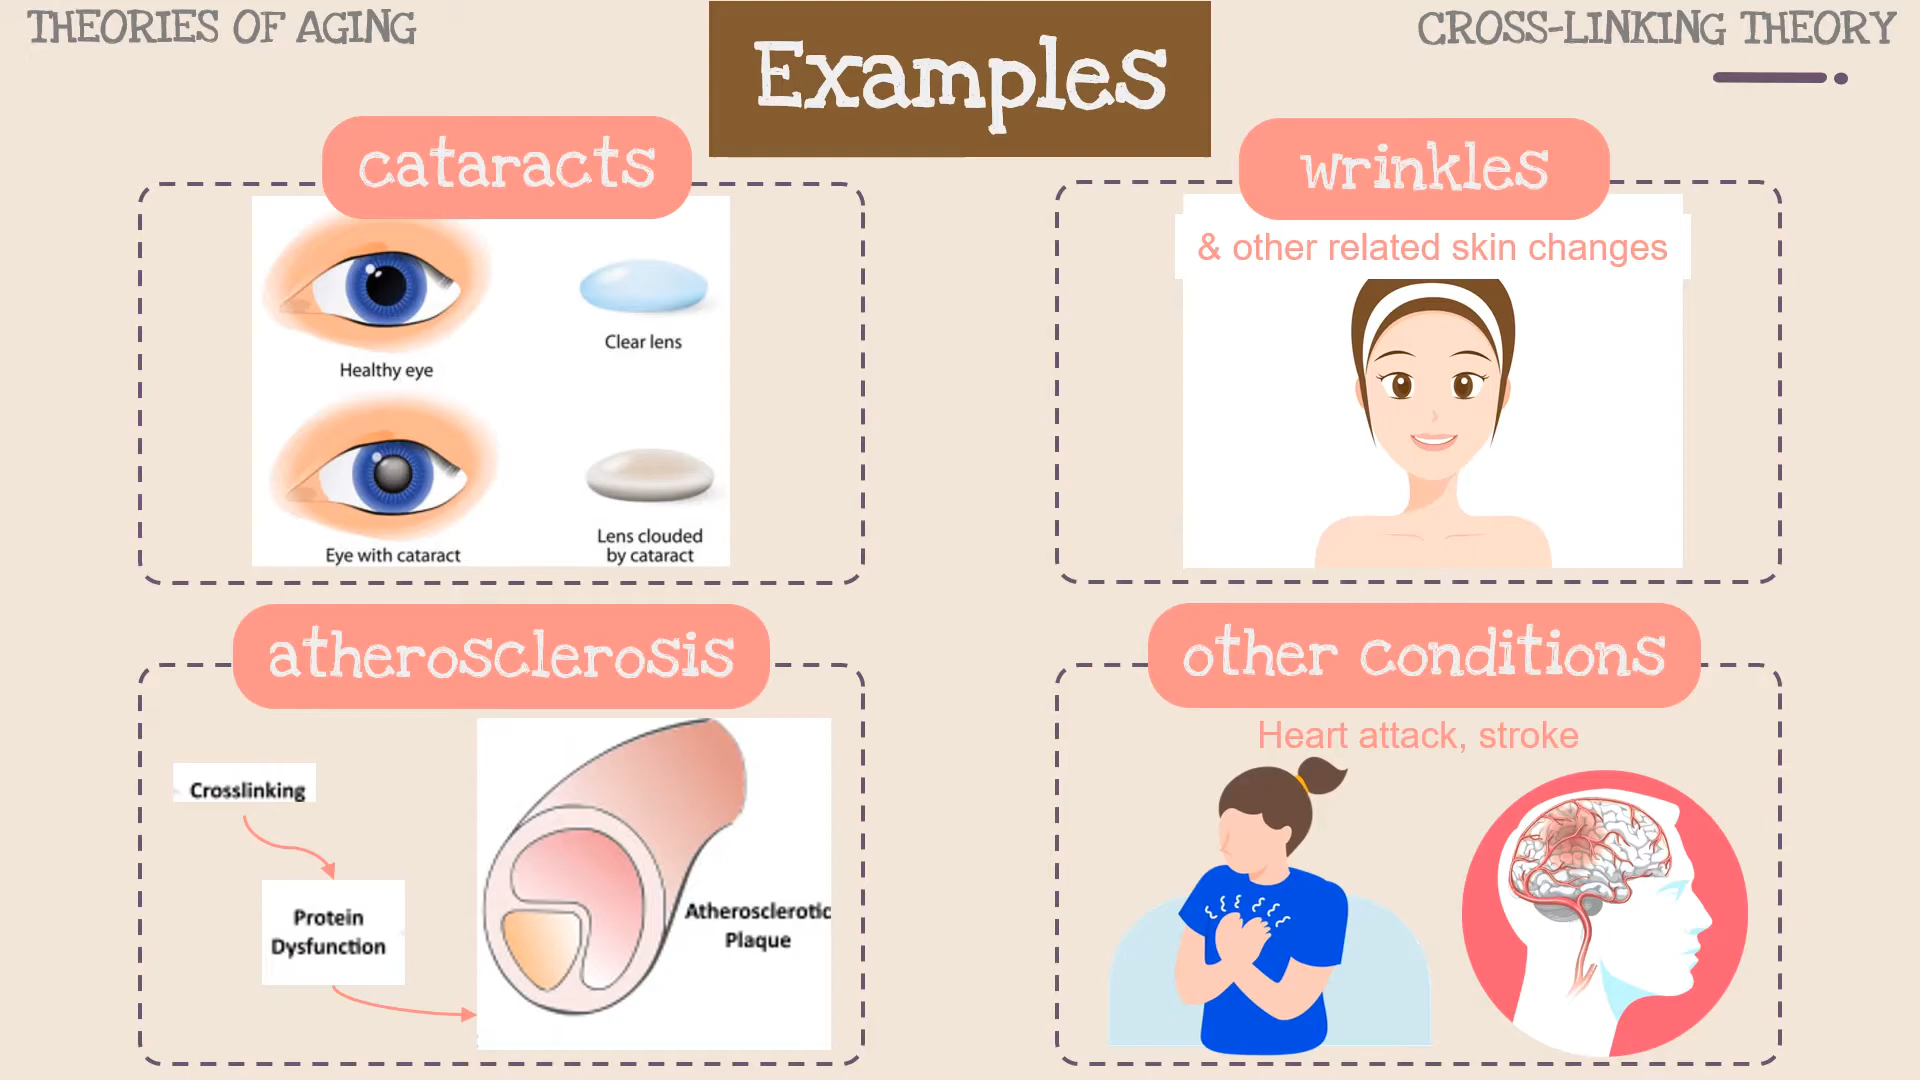 THEORIES OF AGING
CROSS-LINKING THEORY
Examples
cataracts
Healthy eye
Clear lens
Eye with cataract
Lens clouded
by cataract
wrinkles
& other related skin changes
atherosclerosis
Crosslinking
Protein
Dysfunction
Atherosclerotic
Plaque
other conditions
Heart attack, stroke